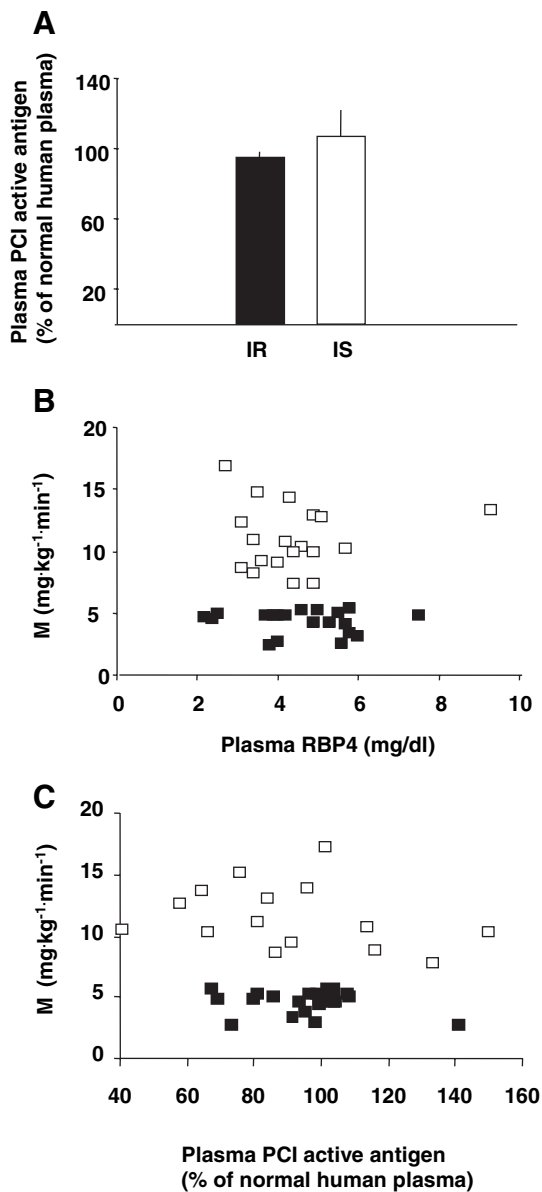 A
Plasma PCI active antigen
(% of normal human plasma)
140
100
60
20
IR IS
B
M (mg·kg⁻¹·min⁻¹)
20
15
10
5
0
0 2 4 6 8 10
Plasma RBP4 (mg/dl)
C
M (mg·kg⁻¹·min⁻¹)
20
15
10
5
0
40 60 80 100 120 140 160
Plasma PCI active antigen
(% of normal human plasma)